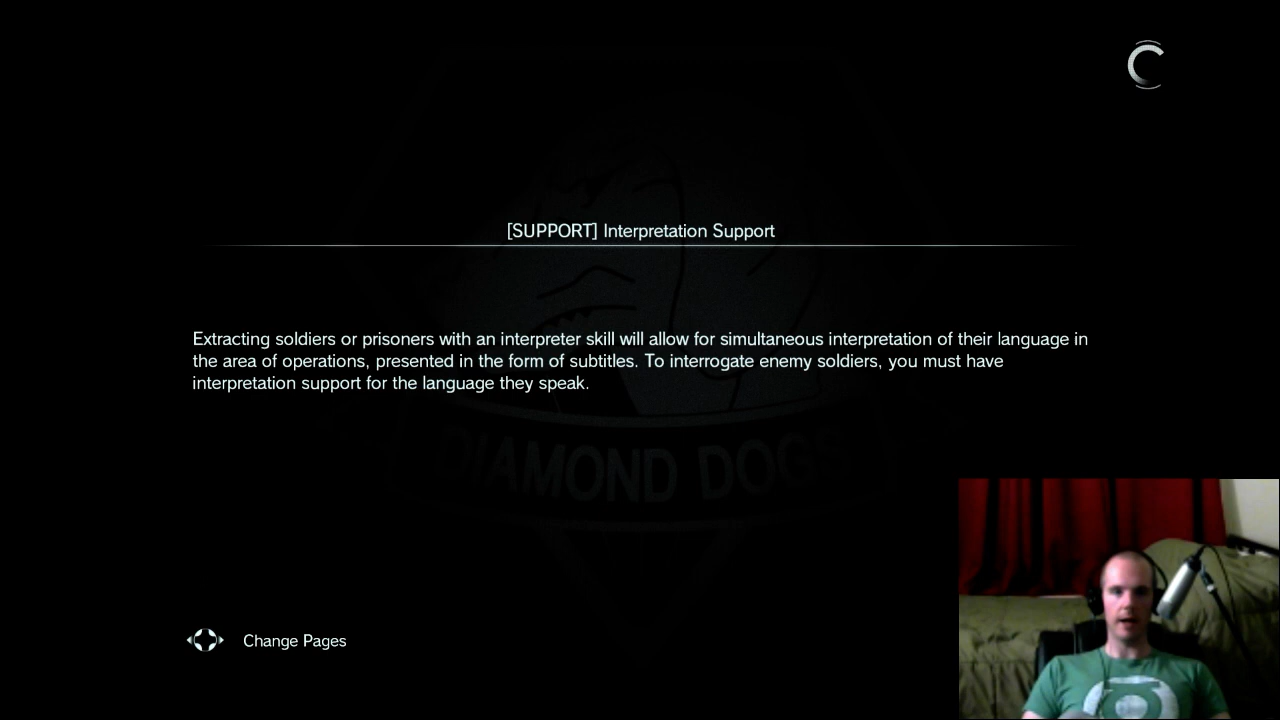 [SUPPORT] Interpretation Support
Extracting soldiers or prisoners with an interpreter skill will allow for simultaneous interpretation of their language in
the area of operations, presented in the form of subtitles. To interrogate enemy soldiers, you must have
interpretation support for the language they speak.
DIAMOND DOGS
Change Pages